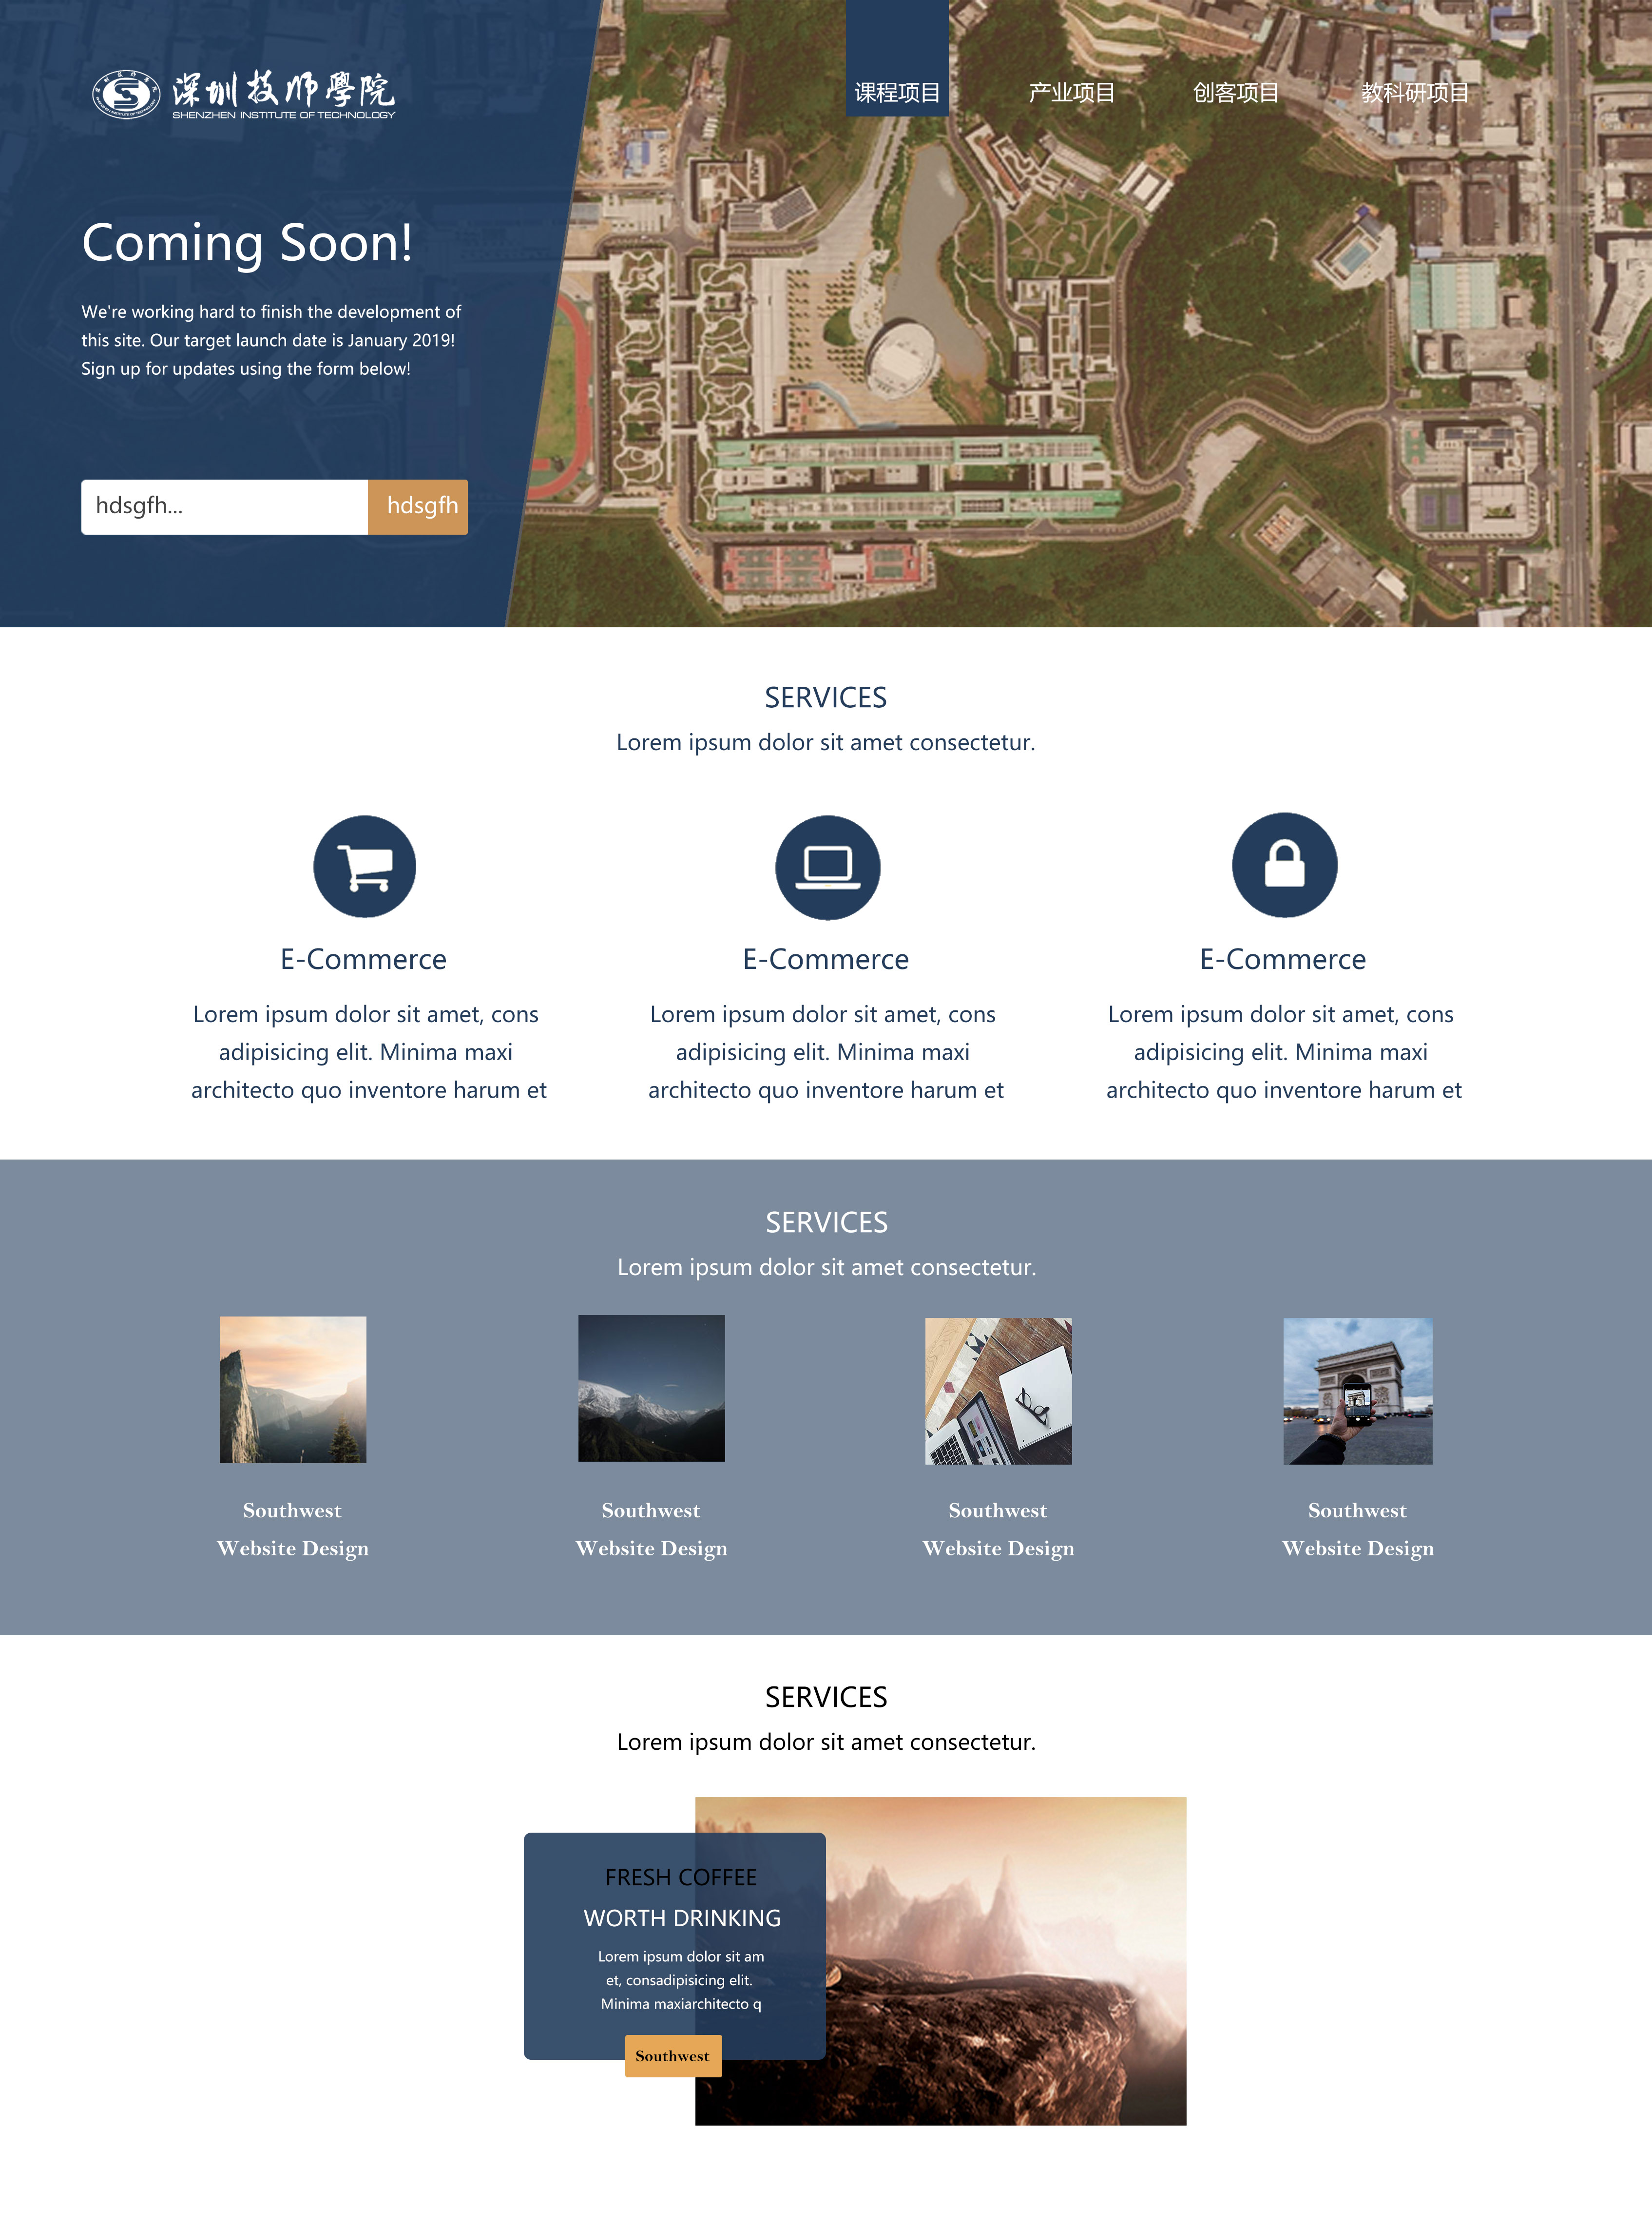 深圳技师學院
SHENZHEN INSTITUTE OF TECHNOLOGY
课程项目 产业项目 创客项目 教科研项目
Coming Soon!
We're working hard to finish the development of
this site. Our target launch date is January 2019!
Sign up for updates using the form below!
hdsgfh... hdsgfh
SERVICES
Lorem ipsum dolor sit amet consectetur.
E-Commerce
Lorem ipsum dolor sit amet, cons
adipisicing elit. Minima maxi
architecto quo inventore harum et
E-Commerce
Lorem ipsum dolor sit amet, cons
adipisicing elit. Minima maxi
architecto quo inventore harum et
E-Commerce
Lorem ipsum dolor sit amet, cons
adipisicing elit. Minima maxi
architecto quo inventore harum et
SERVICES
Lorem ipsum dolor sit amet consectetur.
Southwest
Website Design
Southwest
Website Design
Southwest
Website Design
Southwest
Website Design
SERVICES
Lorem ipsum dolor sit amet consectetur.
FRESH COFFEE
WORTH DRINKING
Lorem ipsum dolor sit am
et, consadipisicing elit.
Minima maxiarchitecto q
Southwest